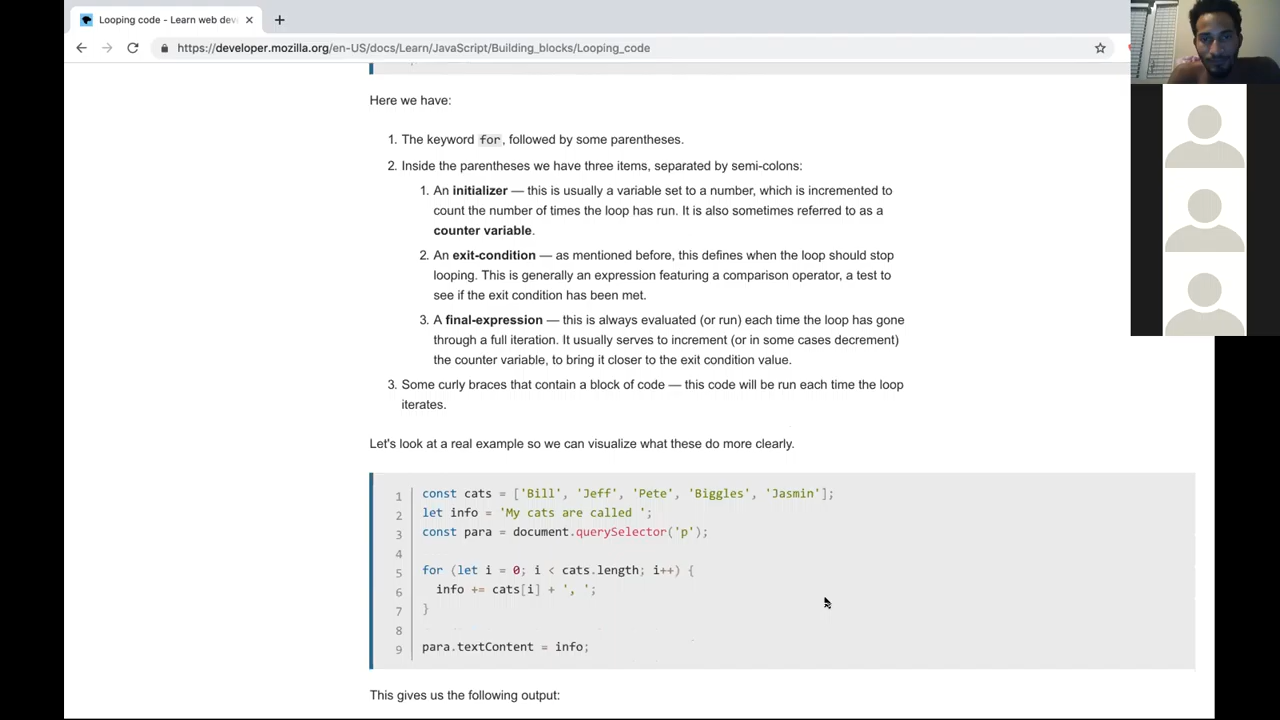 Looping code - Learn web dev
https://developer.mozilla.org/en-US/docs/Learn/JavaScript/Building_blocks/Looping_code
Here we have:
1. The keyword for, followed by some parentheses.
2. Inside the parentheses we have three items, separated by semi-colons:
1. An initializer — this is usually a variable set to a number, which is incremented to
count the number of times the loop has run. It is also sometimes referred to as a
counter variable.
2. An exit-condition — as mentioned before, this defines when the loop should stop
looping. This is generally an expression featuring a comparison operator, a test to
see if the exit condition has been met.
3. A final-expression — this is always evaluated (or run) each time the loop has gone
through a full iteration. It usually serves to increment (or in some cases decrement)
the counter variable, to bring it closer to the exit condition value.
3. Some curly braces that contain a block of code — this code will be run each time the loop
iterates.
Let's look at a real example so we can visualize what these do more clearly.
1 const cats = ['Bill', 'Jeff', 'Pete', 'Biggles', 'Jasmin'];
2 let info = 'My cats are called ';
3 const para = document.querySelector('p');
4
5 for (let i = 0; i < cats.length; i++) {
6 info += cats[i] + ', ';
7 }
8
9 para.textContent = info;
This gives us the following output: